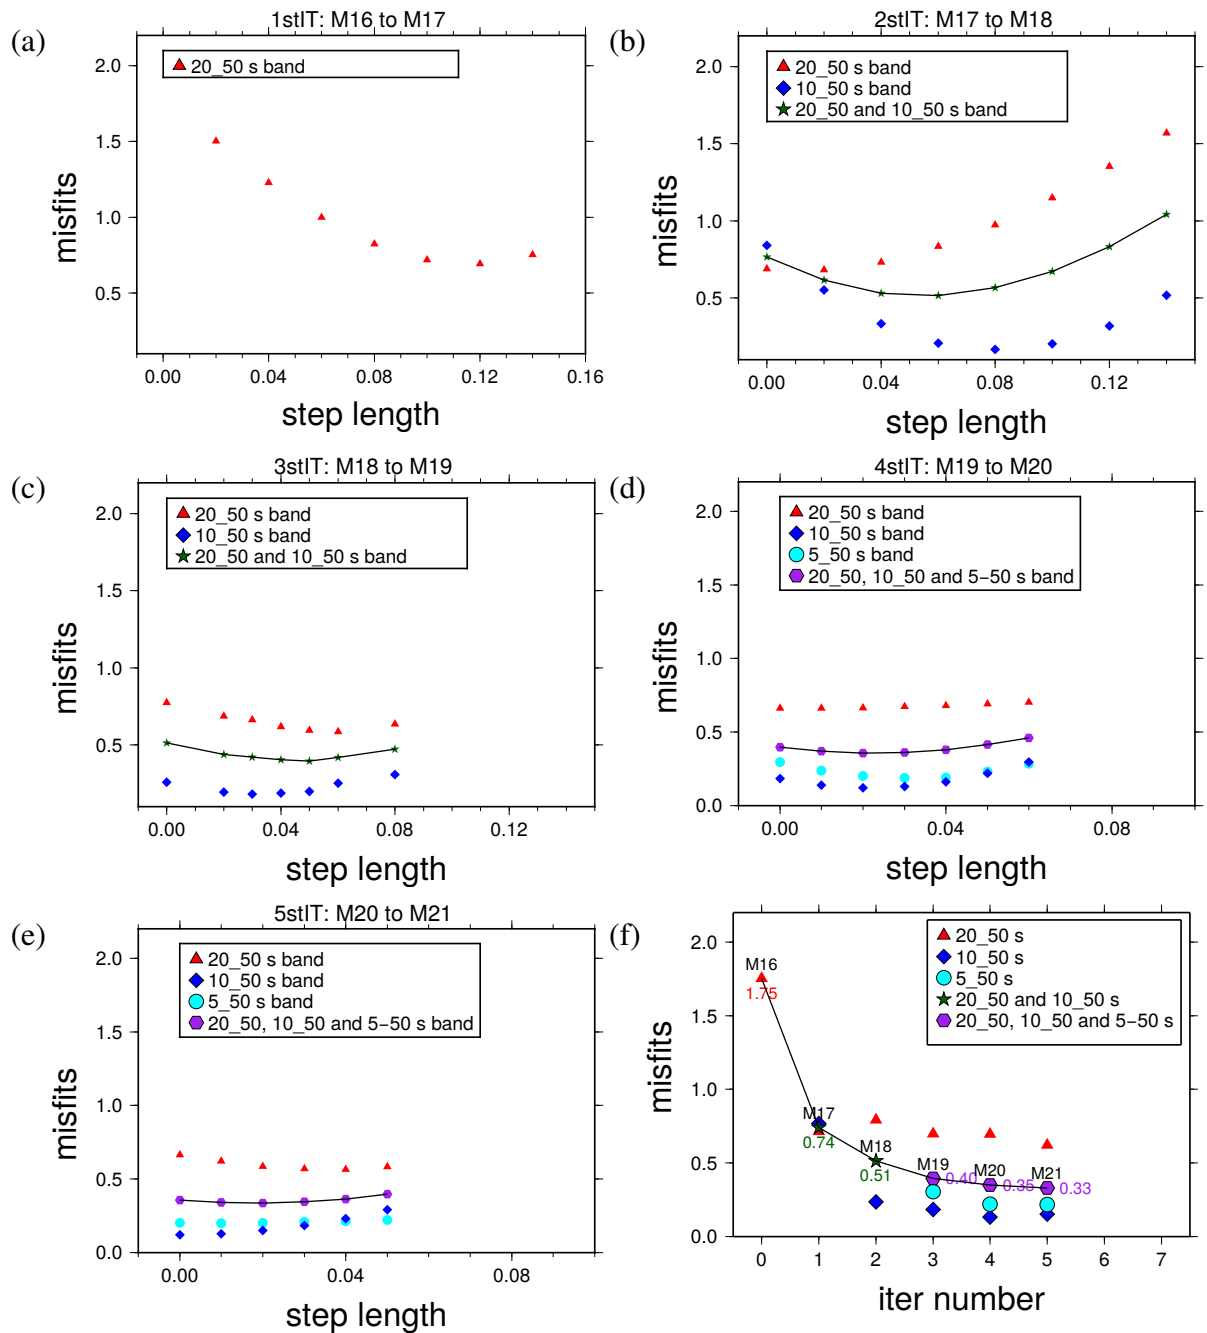 (a)
1stIT: M16 to M17
20_50 s band
2.0
1.5
1.0
0.5
misfits
0.00 0.04 0.08 0.12 0.16
step length
(b)
2stIT: M17 to M18
20_50 s band
10_50 s band
20_50 and 10_50 s band
2.0
1.5
1.0
0.5
misfits
0.00 0.04 0.08 0.12
step length
(c)
3stIT: M18 to M19
20_50 s band
10_50 s band
20_50 and 10_50 s band
2.0
1.5
1.0
0.5
misfits
0.00 0.04 0.08 0.12
step length
(d)
4stIT: M19 to M20
20_50 s band
10_50 s band
5_50 s band
20_50, 10_50 and 5−50 s band
2.0
1.5
1.0
0.5
0.0
misfits
0.00 0.04 0.08
step length
(e)
5stIT: M20 to M21
20_50 s band
10_50 s band
5_50 s band
20_50, 10_50 and 5−50 s band
2.0
1.5
1.0
0.5
0.0
misfits
0.00 0.04 0.08
step length
(f)
20_50 s
10_50 s
5_50 s
20_50 and 10_50 s
20_50, 10_50 and 5−50 s
2.0
1.5
1.0
0.5
0.0
misfits
M16
1.75
M17
0.74
M18
0.51
M19
0.40
M20
0.35
M21
0.33
0 1 2 3 4 5 6 7
iter number